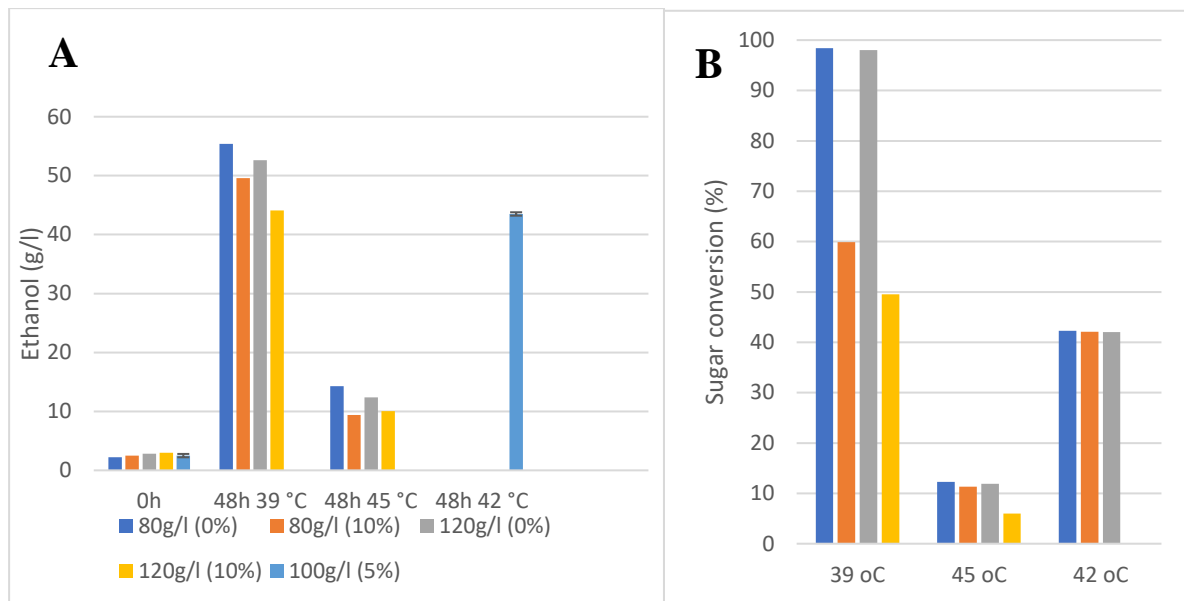 A
Ethanol (g/l)
60
50
40
30
20
10
0
0h 48h 39 °C 48h 45 °C 48h 42 °C
80g/l (0%) 80g/l (10%) 120g/l (0%)
120g/l (10%) 100g/l (5%)
B
Sugar conversion (%)
100
90
80
70
60
50
40
30
20
10
0
39 oC 45 oC 42 oC